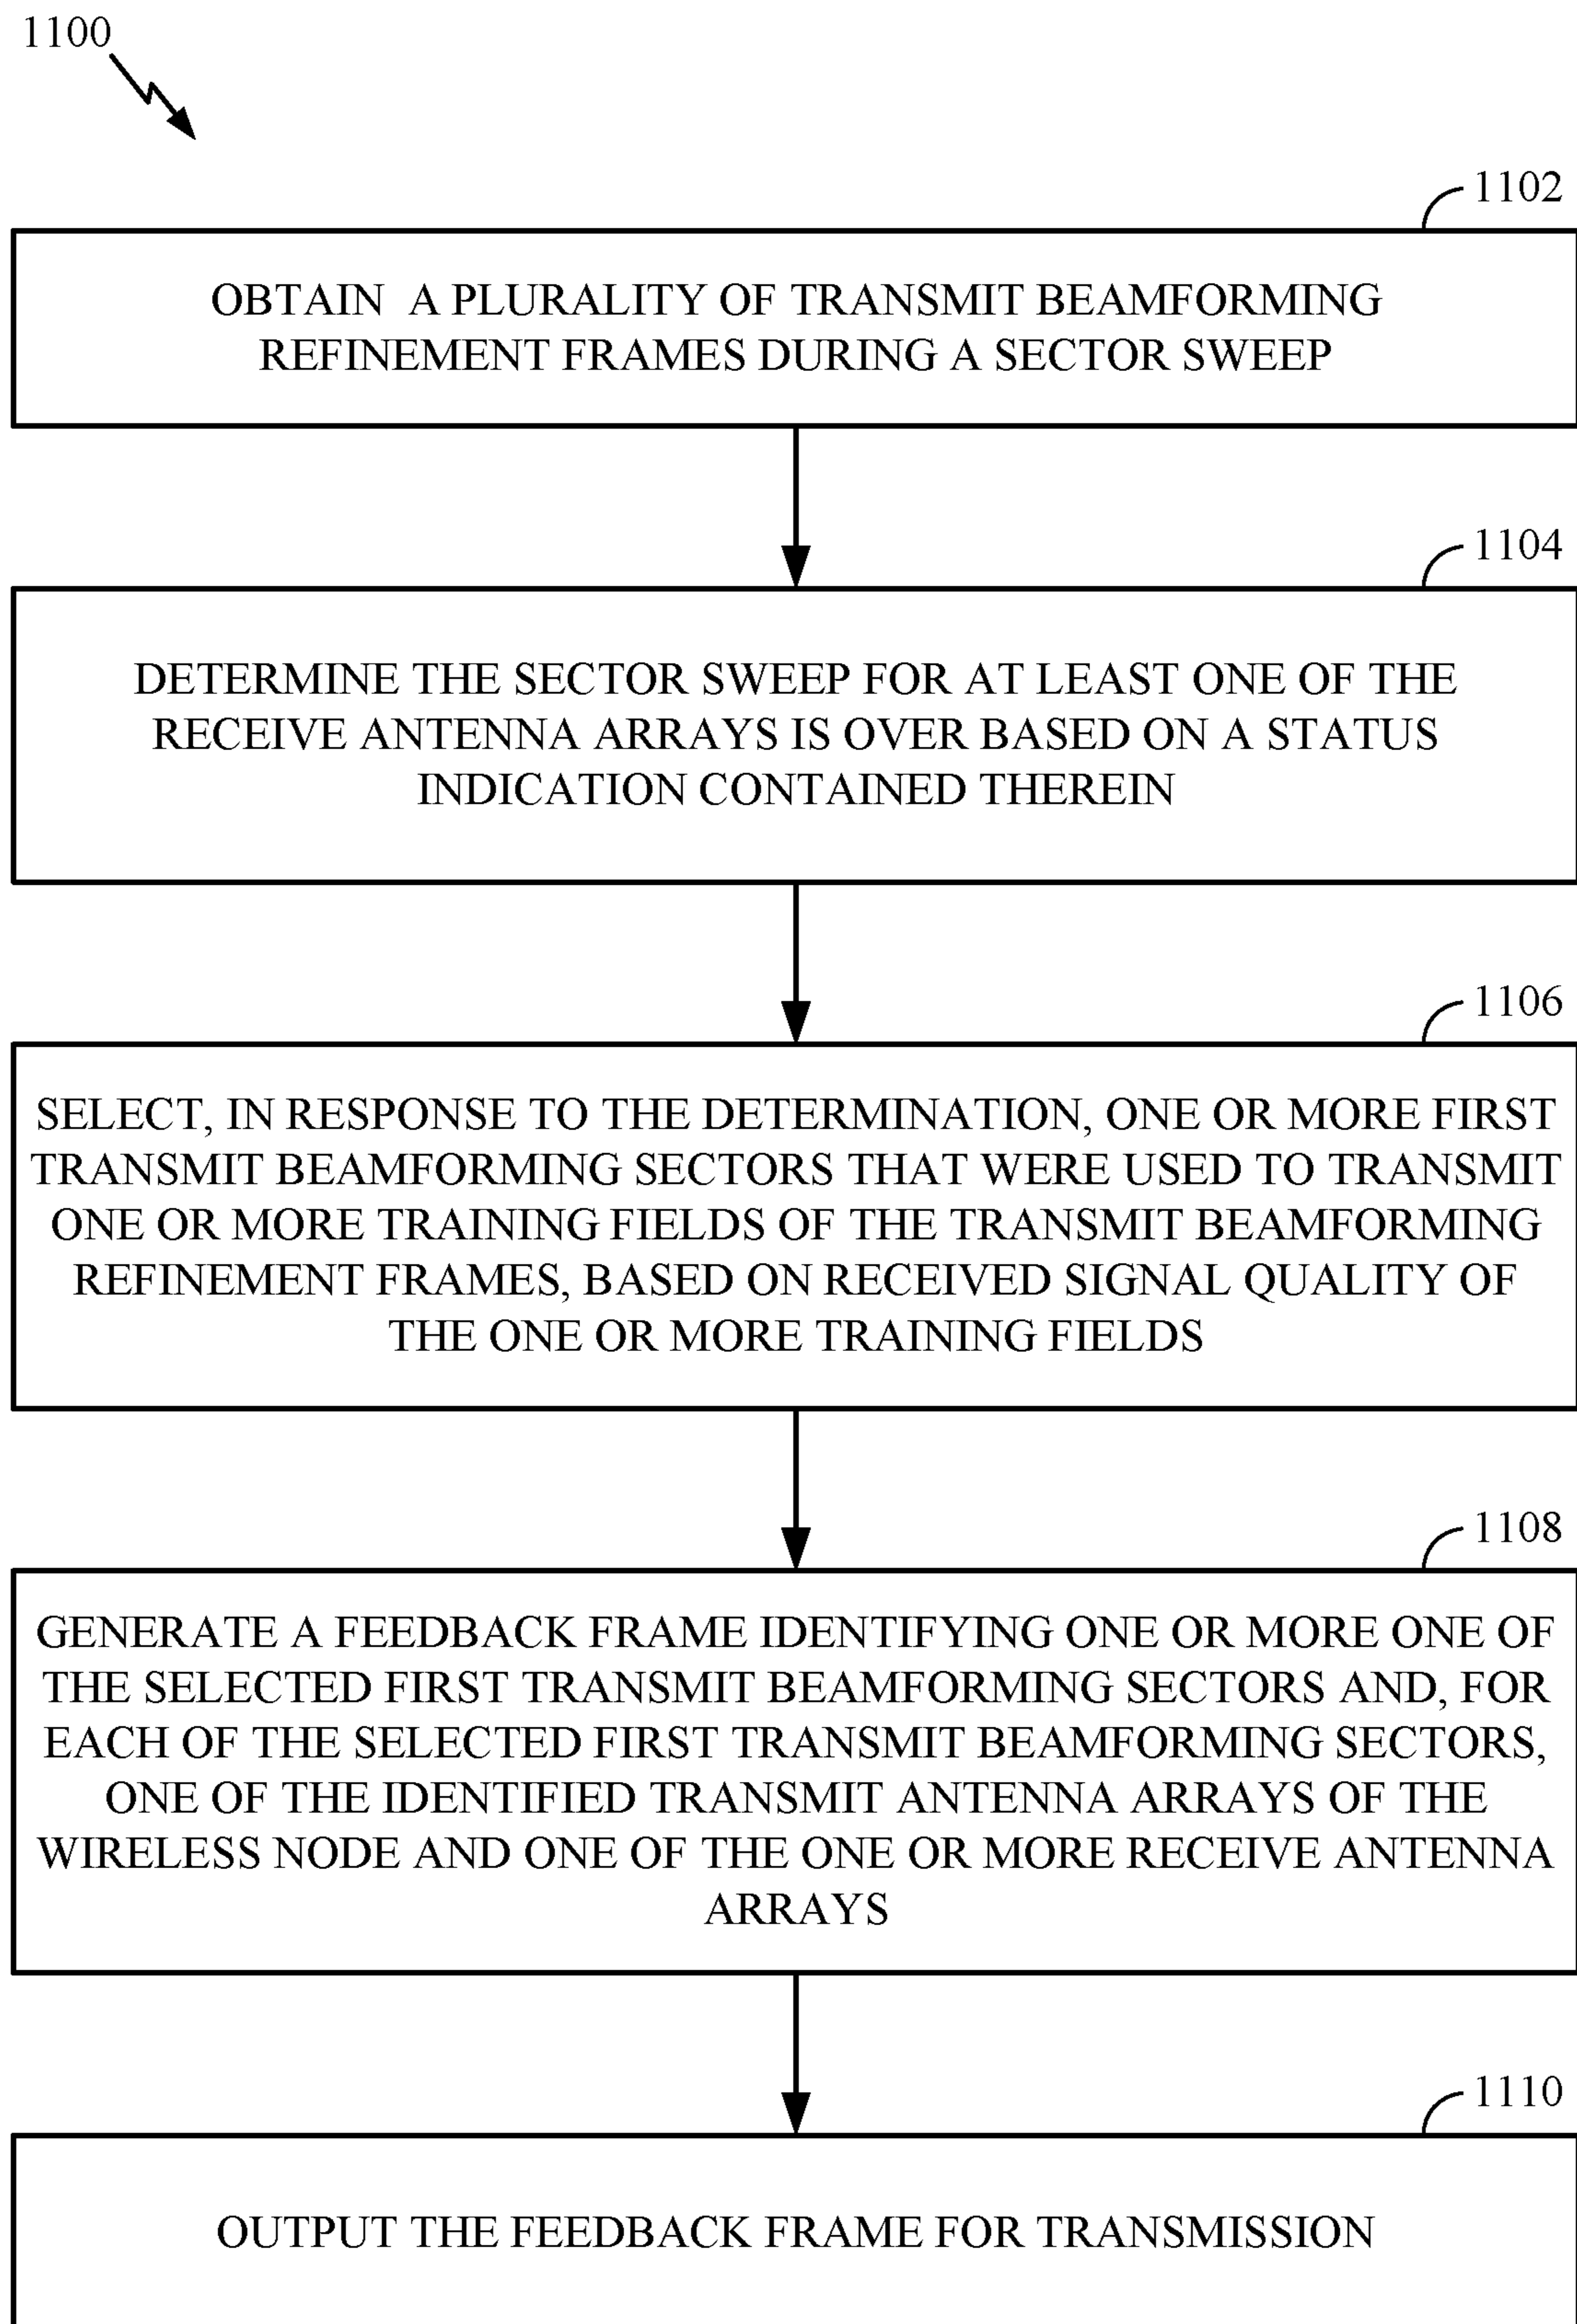 1100
1102
OBTAIN A PLURALITY OF TRANSMIT BEAMFORMING
REFINEMENT FRAMES DURING A SECTOR SWEEP
1104
DETERMINE THE SECTOR SWEEP FOR AT LEAST ONE OF THE
RECEIVE ANTENNA ARRAYS IS OVER BASED ON A STATUS
INDICATION CONTAINED THEREIN
1106
SELECT, IN RESPONSE TO THE DETERMINATION, ONE OR MORE FIRST
TRANSMIT BEAMFORMING SECTORS THAT WERE USED TO TRANSMIT
ONE OR MORE TRAINING FIELDS OF THE TRANSMIT BEAMFORMING
REFINEMENT FRAMES, BASED ON RECEIVED SIGNAL QUALITY OF
THE ONE OR MORE TRAINING FIELDS
1108
GENERATE A FEEDBACK FRAME IDENTIFYING ONE OR MORE ONE OF
THE SELECTED FIRST TRANSMIT BEAMFORMING SECTORS AND, FOR
EACH OF THE SELECTED FIRST TRANSMIT BEAMFORMING SECTORS,
ONE OF THE IDENTIFIED TRANSMIT ANTENNA ARRAYS OF THE
WIRELESS NODE AND ONE OF THE ONE OR MORE RECEIVE ANTENNA
ARRAYS
1110
OUTPUT THE FEEDBACK FRAME FOR TRANSMISSION